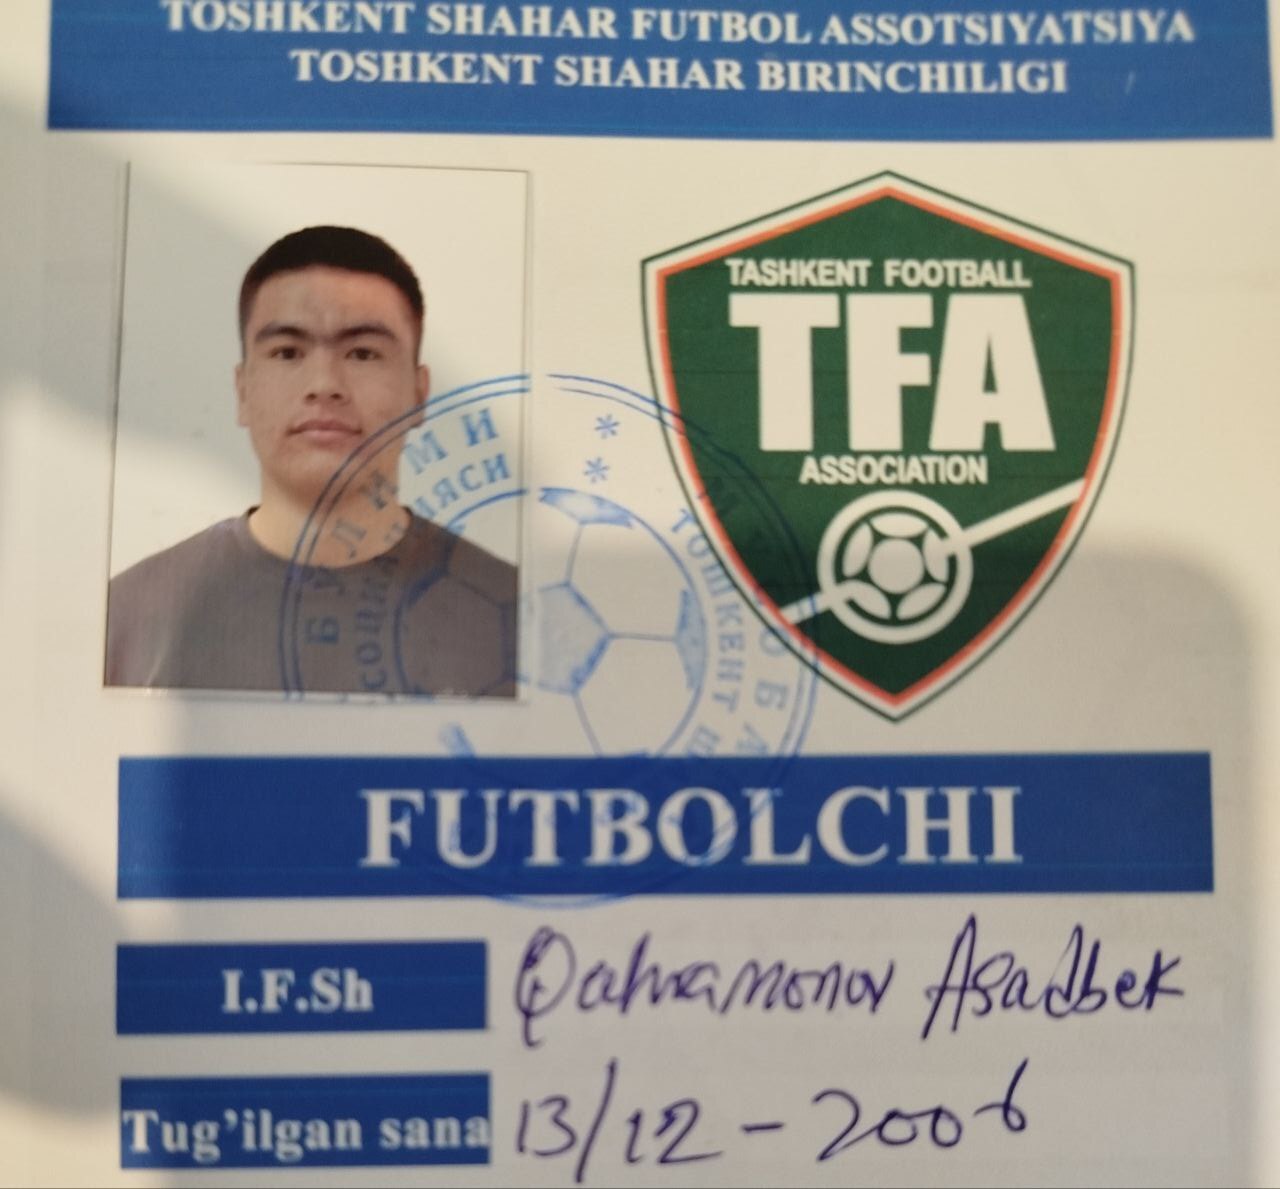 TOSHKENT SHAHAR FUTBOL ASSOTSIYATSIYA
TOSHKENT SHAHAR BIRINCHILIGI
TASHKENT FOOTBALL
TFA
ASSOCIATION
ТОШКЕНТ
FUTBOLCHI
I.F.Sh Qahramonov Asadbek
Tug'ilgan sana 13/12-2006